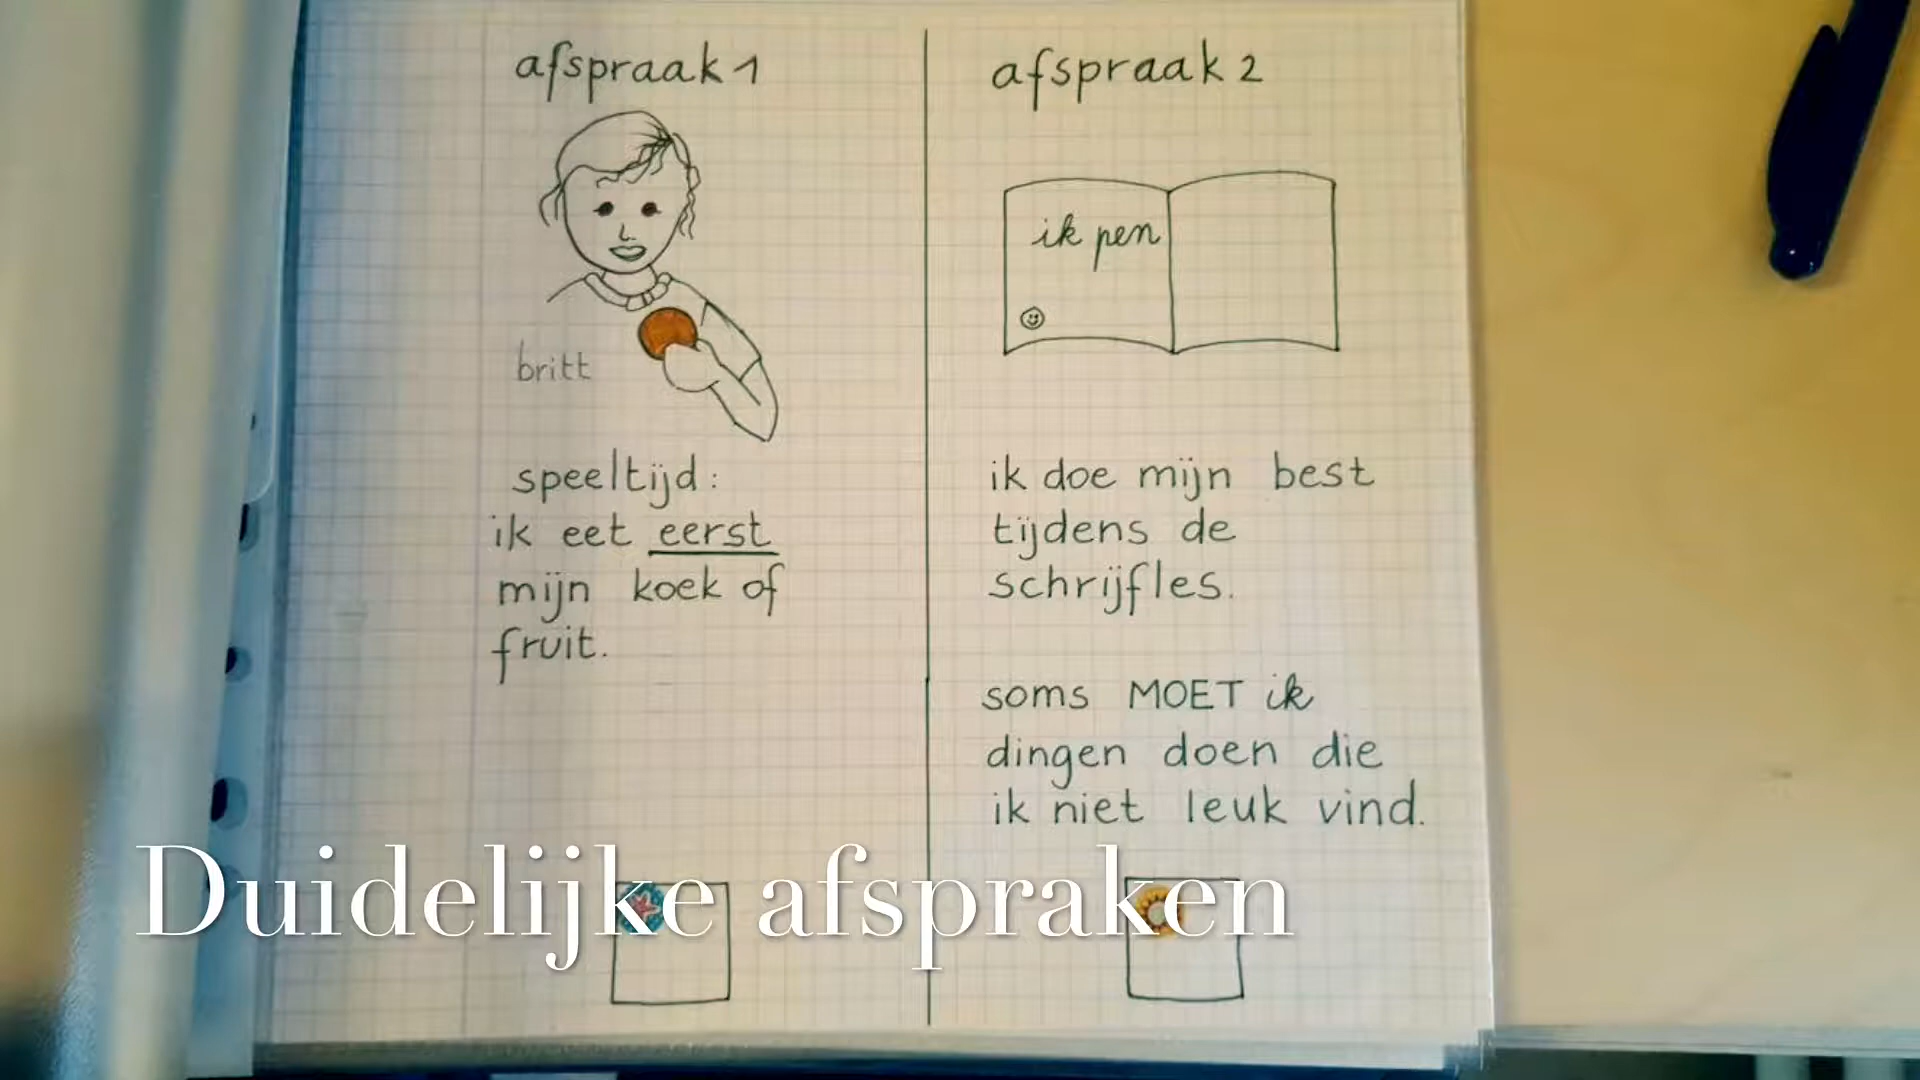 afspraak 1
britt
speeltijd:
ik eet eerst
mijn koek of
fruit.
afspraak 2
ik pen
ik doe mijn best
tijdens de
schrijfles.
soms MOET ik
dingen doen die
ik niet leuk vind.
Duidelijke afspraken